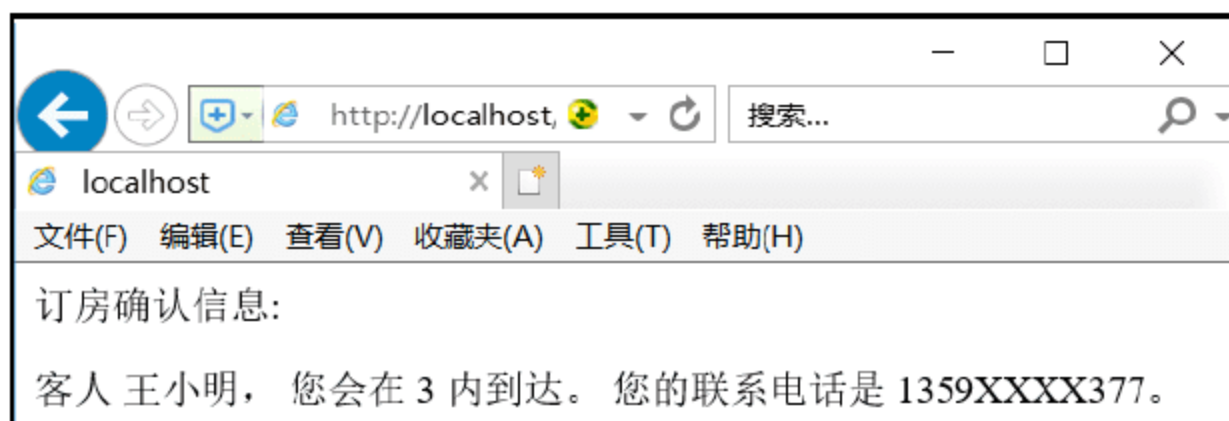 http://localhost,
搜索...
localhost
文件(F) 编辑(E) 查看(V) 收藏夹(A) 工具(T) 帮助(H)
订房确认信息:
客人 王小明， 您会在 3 内到达。 您的联系电话是 1359XXXX377。